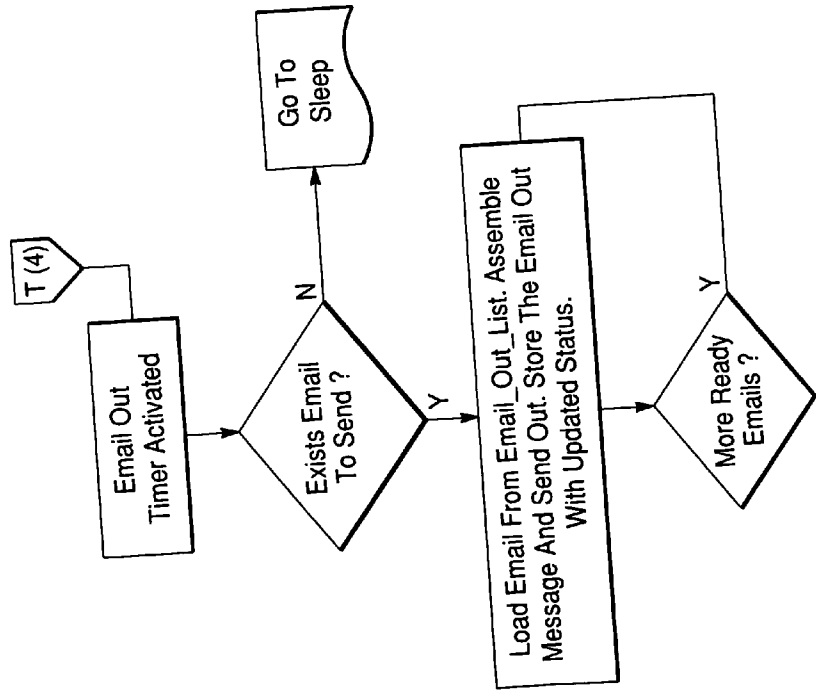 T (4)
Email Out
Timer Activated
Exists Email
To Send ?
N
Go To
Sleep
Y
Load Email From Email_Out_List. Assemble
Message And Send Out. Store The Email Out
With Updated Status.
More Ready
Emails ?
Y